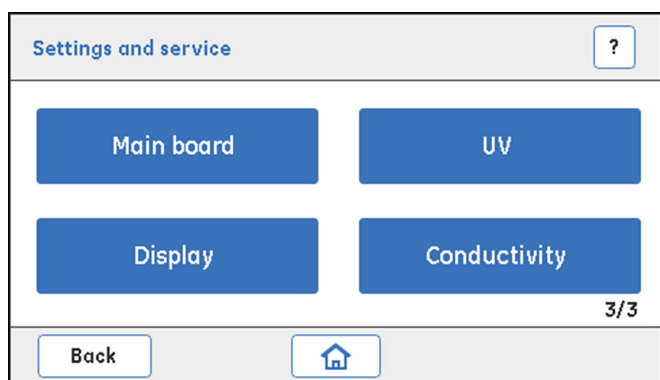 Settings and service
?
Main board
UV
Display
Conductivity
3/3
Back